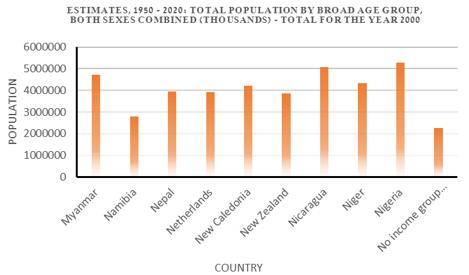 ESTIMATES, 1950 - 2020: TOTAL POPULATION BY BROAD AGE GROUP,
BOTH SEXES COMBINED (THOUSANDS) - TOTAL FOR THE YEAR 2000
6000000
5000000
4000000
3000000
2000000
1000000
0
POPULATION
Myanmar
Namibia
Nepal
Netherlands
New Caledonia
New Zealand
Nicaragua
Niger
Nigeria
No income group...
COUNTRY